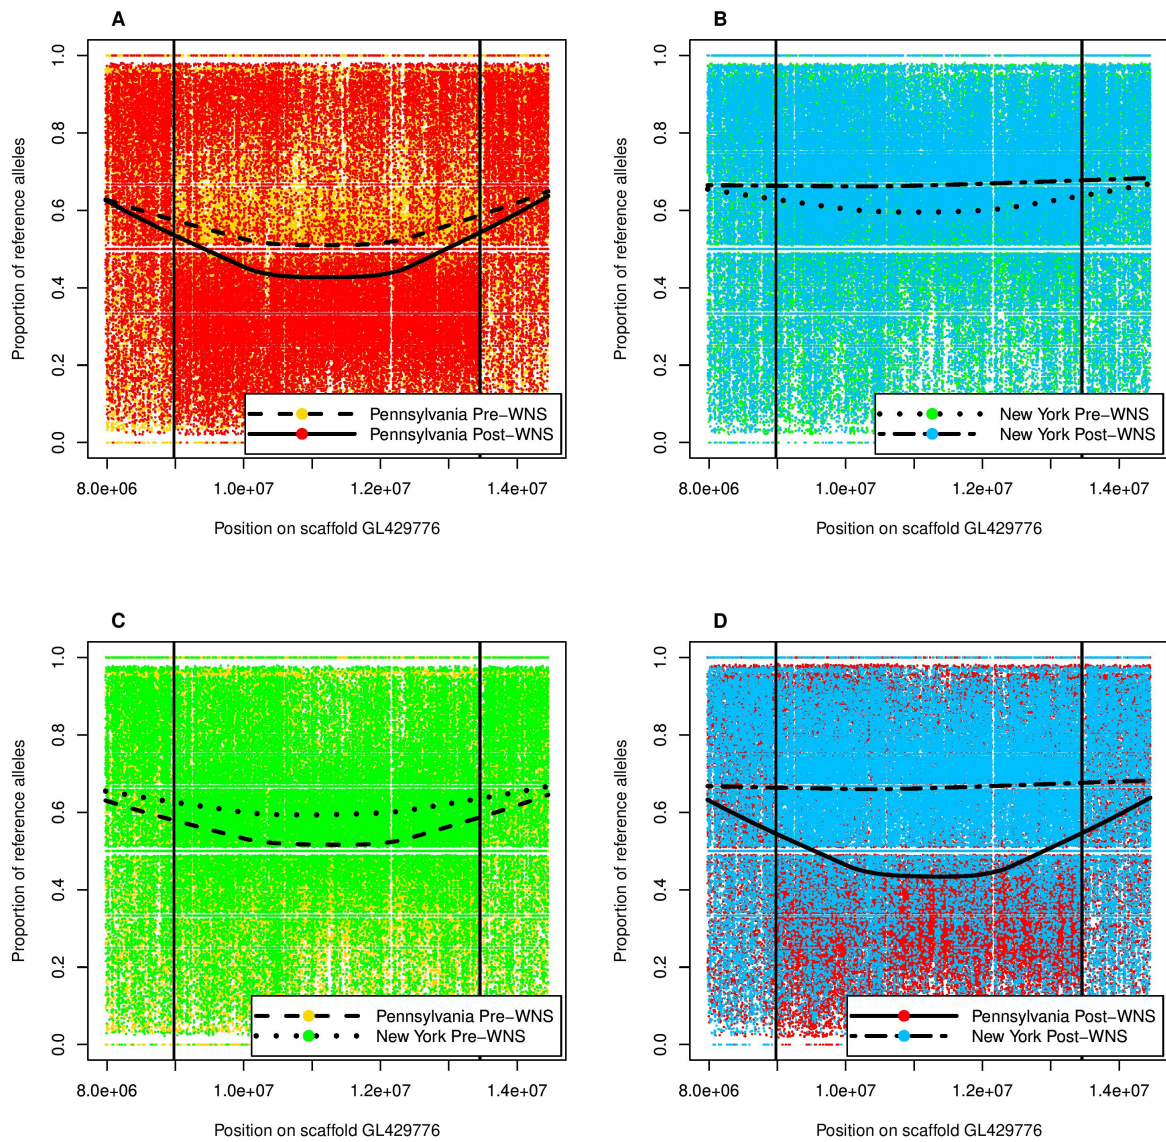 A
Proportion of reference alleles
1.0
0.8
0.6
0.4
0.2
0.0
Pennsylvania Pre−WNS
Pennsylvania Post−WNS
8.0e+06 1.0e+07 1.2e+07 1.4e+07
Position on scaffold GL429776
B
Proportion of reference alleles
1.0
0.8
0.6
0.4
0.2
0.0
New York Pre−WNS
New York Post−WNS
8.0e+06 1.0e+07 1.2e+07 1.4e+07
Position on scaffold GL429776
C
Proportion of reference alleles
1.0
0.8
0.6
0.4
0.2
0.0
Pennsylvania Pre−WNS
New York Pre−WNS
8.0e+06 1.0e+07 1.2e+07 1.4e+07
Position on scaffold GL429776
D
Proportion of reference alleles
1.0
0.8
0.6
0.4
0.2
0.0
Pennsylvania Post−WNS
New York Post−WNS
8.0e+06 1.0e+07 1.2e+07 1.4e+07
Position on scaffold GL429776